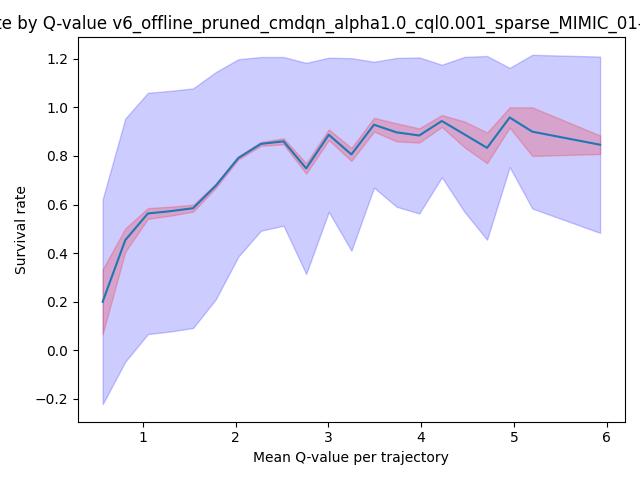 te by Q-value v6_offline_pruned_cmdqn_alpha1.0_cql0.001_sparse_MIMIC_01-
1.2
1.0
0.8
0.6
0.4
0.2
0.0
−0.2
Survival rate
1 2 3 4 5 6
Mean Q-value per trajectory